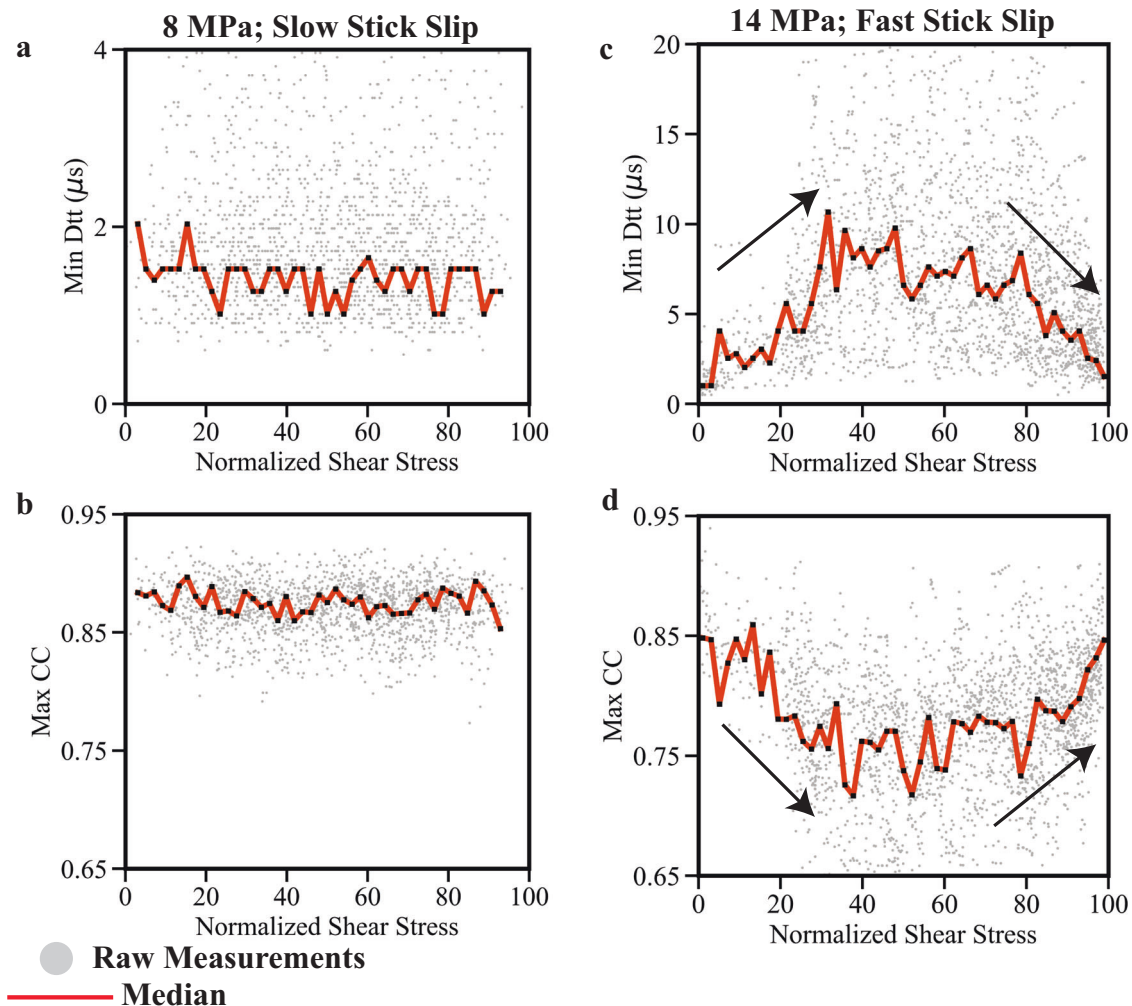 8 MPa; Slow Stick Slip
a
4
2
0
Min Dtt (μs)
0 20 40 60 80 100
Normalized Shear Stress
14 MPa; Fast Stick Slip
c
20
15
10
5
0
Min Dtt (μs)
0 20 40 60 80 100
Normalized Shear Stress
b
0.95
0.85
0.75
0.65
Max CC
0 20 40 60 80 100
Normalized Shear Stress
d
0.95
0.85
0.75
0.65
Max CC
0 20 40 60 80 100
Normalized Shear Stress
Raw Measurements
Median